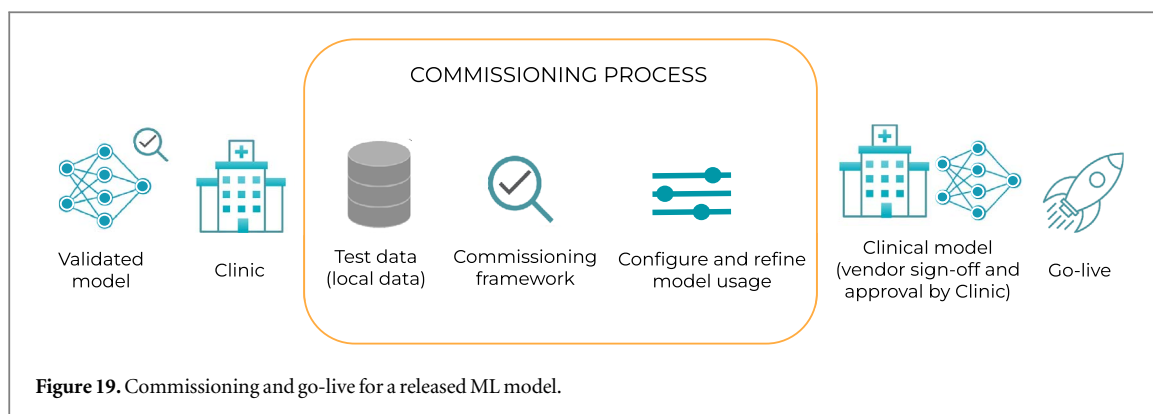 COMMISSIONING PROCESS
Validated
model
Clinic
Test data
(local data)
Commissioning
framework
Configure and refine
model usage
Clinical model
(vendor sign-off and
approval by Clinic)
Go-live
Figure 19. Commissioning and go-live for a released ML model.